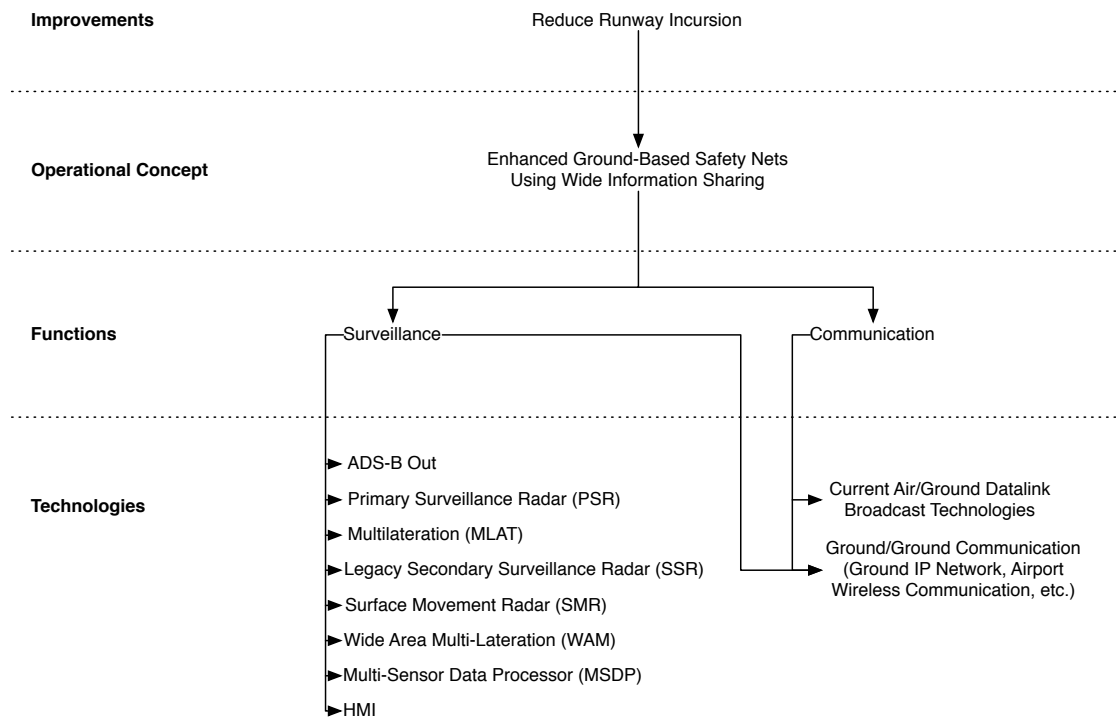 Improvements
Reduce Runway Incursion
Operational Concept
Enhanced Ground-Based Safety Nets
Using Wide Information Sharing
Functions
Surveillance
Communication
Technologies
ADS-B Out
Primary Surveillance Radar (PSR)
Multilateration (MLAT)
Legacy Secondary Surveillance Radar (SSR)
Surface Movement Radar (SMR)
Wide Area Multi-Lateration (WAM)
Multi-Sensor Data Processor (MSDP)
HMI
Current Air/Ground Datalink
Broadcast Technologies
Ground/Ground Communication
(Ground IP Network, Airport
Wireless Communication, etc.)